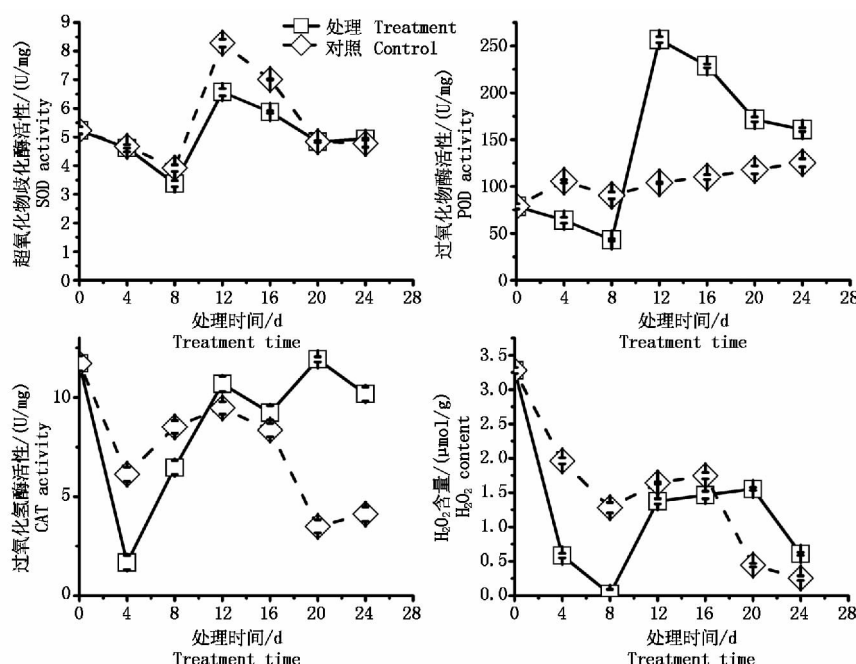 处理 Treatment
对照 Control
超氧化物歧化酶活性/(U/mg)
SOD activity
9
8
7
6
5
4
3
2
1
0
0 4 8 12 16 20 24 28
处理时间/d
Treatment time
过氧化物酶活性/(U/mg)
POD activity
250
200
150
100
50
0
0 4 8 12 16 20 24 28
处理时间/d
Treatment time
过氧化氢酶活性/(U/mg)
CAT activity
10
5
0
0 4 8 12 16 20 24 28
处理时间/d
Treatment time
H₂O₂含量/(μmol/g)
H₂O₂ content
3.5
3.0
2.5
2.0
1.5
1.0
0.5
0.0
0 4 8 12 16 20 24 28
处理时间/d
Treatment time